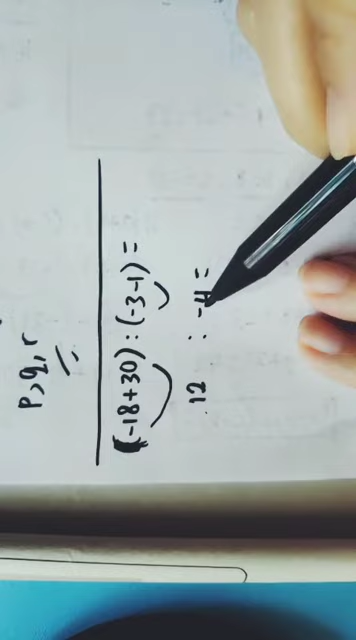 p, q, r
(-18+30) : (-3-1) =
12 : -4 =